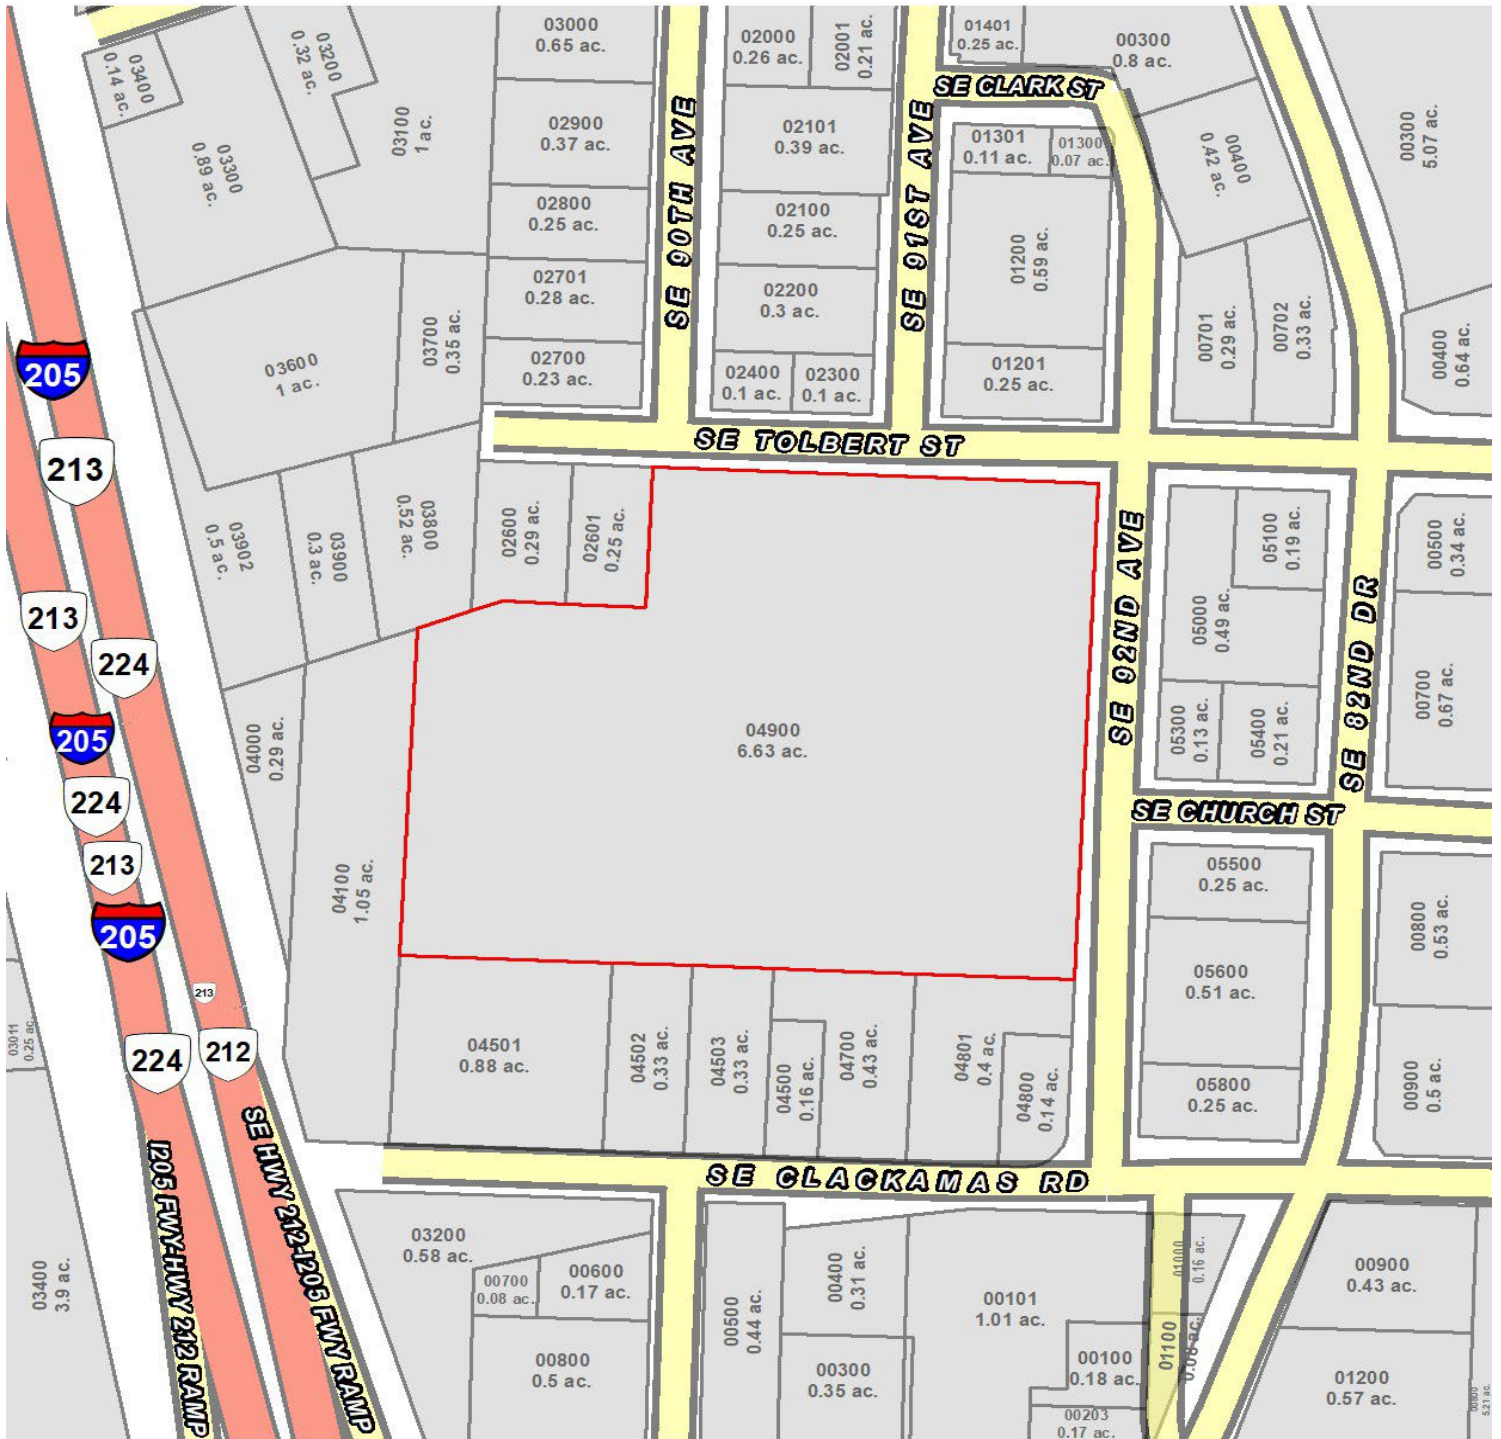 03000
0.65 ac.
02000
0.26 ac.
02001
0.21 ac.
01401
0.25 ac.
00300
0.8 ac.
03400
0.14 ac.
03200
0.32 ac.
03100
1 ac.
03300
0.89 ac.
02900
0.37 ac.
SE 90TH AVE
02101
0.39 ac.
SE 91ST AVE
SE CLARK ST
01301
0.11 ac.
01300
0.07 ac.
00400
0.42 ac.
00300
5.07 ac.
02800
0.25 ac.
02100
0.25 ac.
01200
0.59 ac.
02701
0.28 ac.
02200
0.3 ac.
03600
1 ac.
03700
0.35 ac.
02700
0.23 ac.
02400
0.1 ac.
02300
0.1 ac.
01201
0.25 ac.
00701
0.29 ac.
00702
0.33 ac.
00400
0.64 ac.
205
213
SE TOLBERT ST
03902
0.5 ac.
03900
0.3 ac.
03800
0.52 ac.
02600
0.29 ac.
02601
0.25 ac.
SE 92ND AVE
05100
0.19 ac.
05000
0.49 ac.
SE 82ND DR
00500
0.34 ac.
00700
0.67 ac.
213
224
205
224
213
205
04000
0.29 ac.
04900
6.63 ac.
05300
0.13 ac.
05400
0.21 ac.
SE CHURCH ST
04100
1.05 ac.
05500
0.25 ac.
00800
0.53 ac.
05600
0.51 ac.
213
03011
0.25 ac.
224
212
04501
0.88 ac.
04502
0.33 ac.
04503
0.33 ac.
04500
0.16 ac.
04700
0.43 ac.
04801
0.4 ac.
04800
0.14 ac.
05800
0.25 ac.
00900
0.5 ac.
SE CLACKAMAS RD
I205 FWY-HWY 212 RAMP
SE HWY 212-I205 FWY RAMP
03400
3.9 ac.
03200
0.58 ac.
00700
0.08 ac.
00600
0.17 ac.
00800
0.5 ac.
00500
0.44 ac.
00400
0.31 ac.
00300
0.35 ac.
00101
1.01 ac.
00100
0.18 ac.
00203
0.17 ac.
01000
0.16 ac.
01100
0.08 ac.
00900
0.43 ac.
01200
0.57 ac.
5.21 ac.